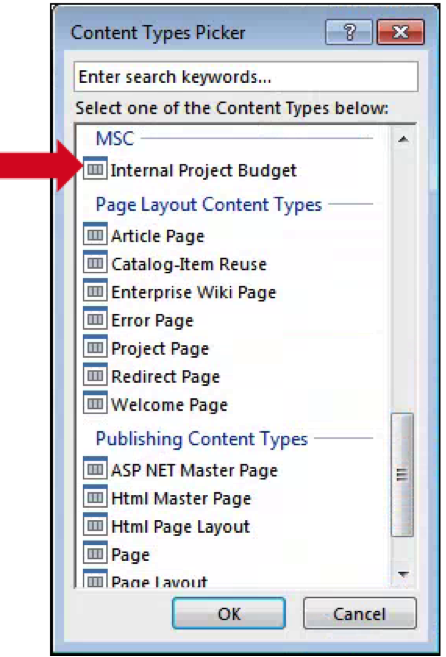 Content Types Picker
Enter search keywords...
Select one of the Content Types below:
MSC
Internal Project Budget
Page Layout Content Types
Article Page
Catalog-Item Reuse
Enterprise Wiki Page
Error Page
Project Page
Redirect Page
Welcome Page
Publishing Content Types
ASP NET Master Page
Html Master Page
Html Page Layout
Page
Page Layout
OK Cancel